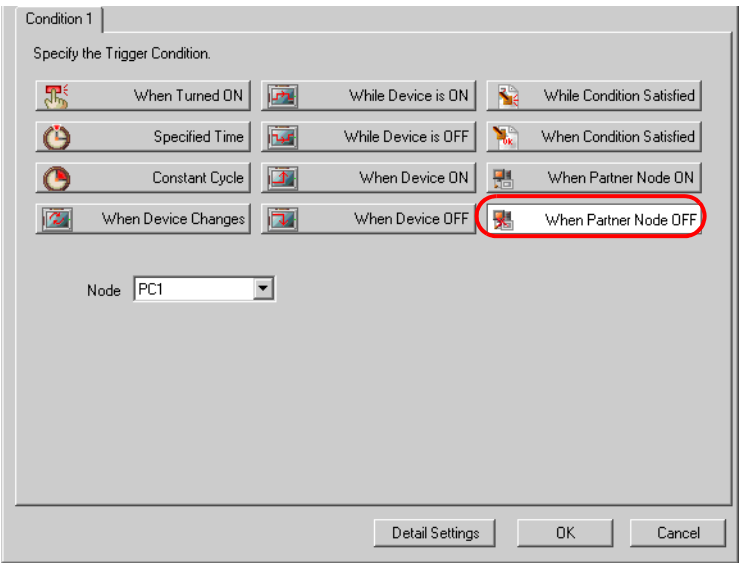 Condition 1
Specify the Trigger Condition.
When Turned ON While Device is ON While Condition Satisfied
Specified Time While Device is OFF When Condition Satisfied
Constant Cycle When Device ON When Partner Node ON
When Device Changes When Device OFF When Partner Node OFF
Node PC1
Detail Settings OK Cancel